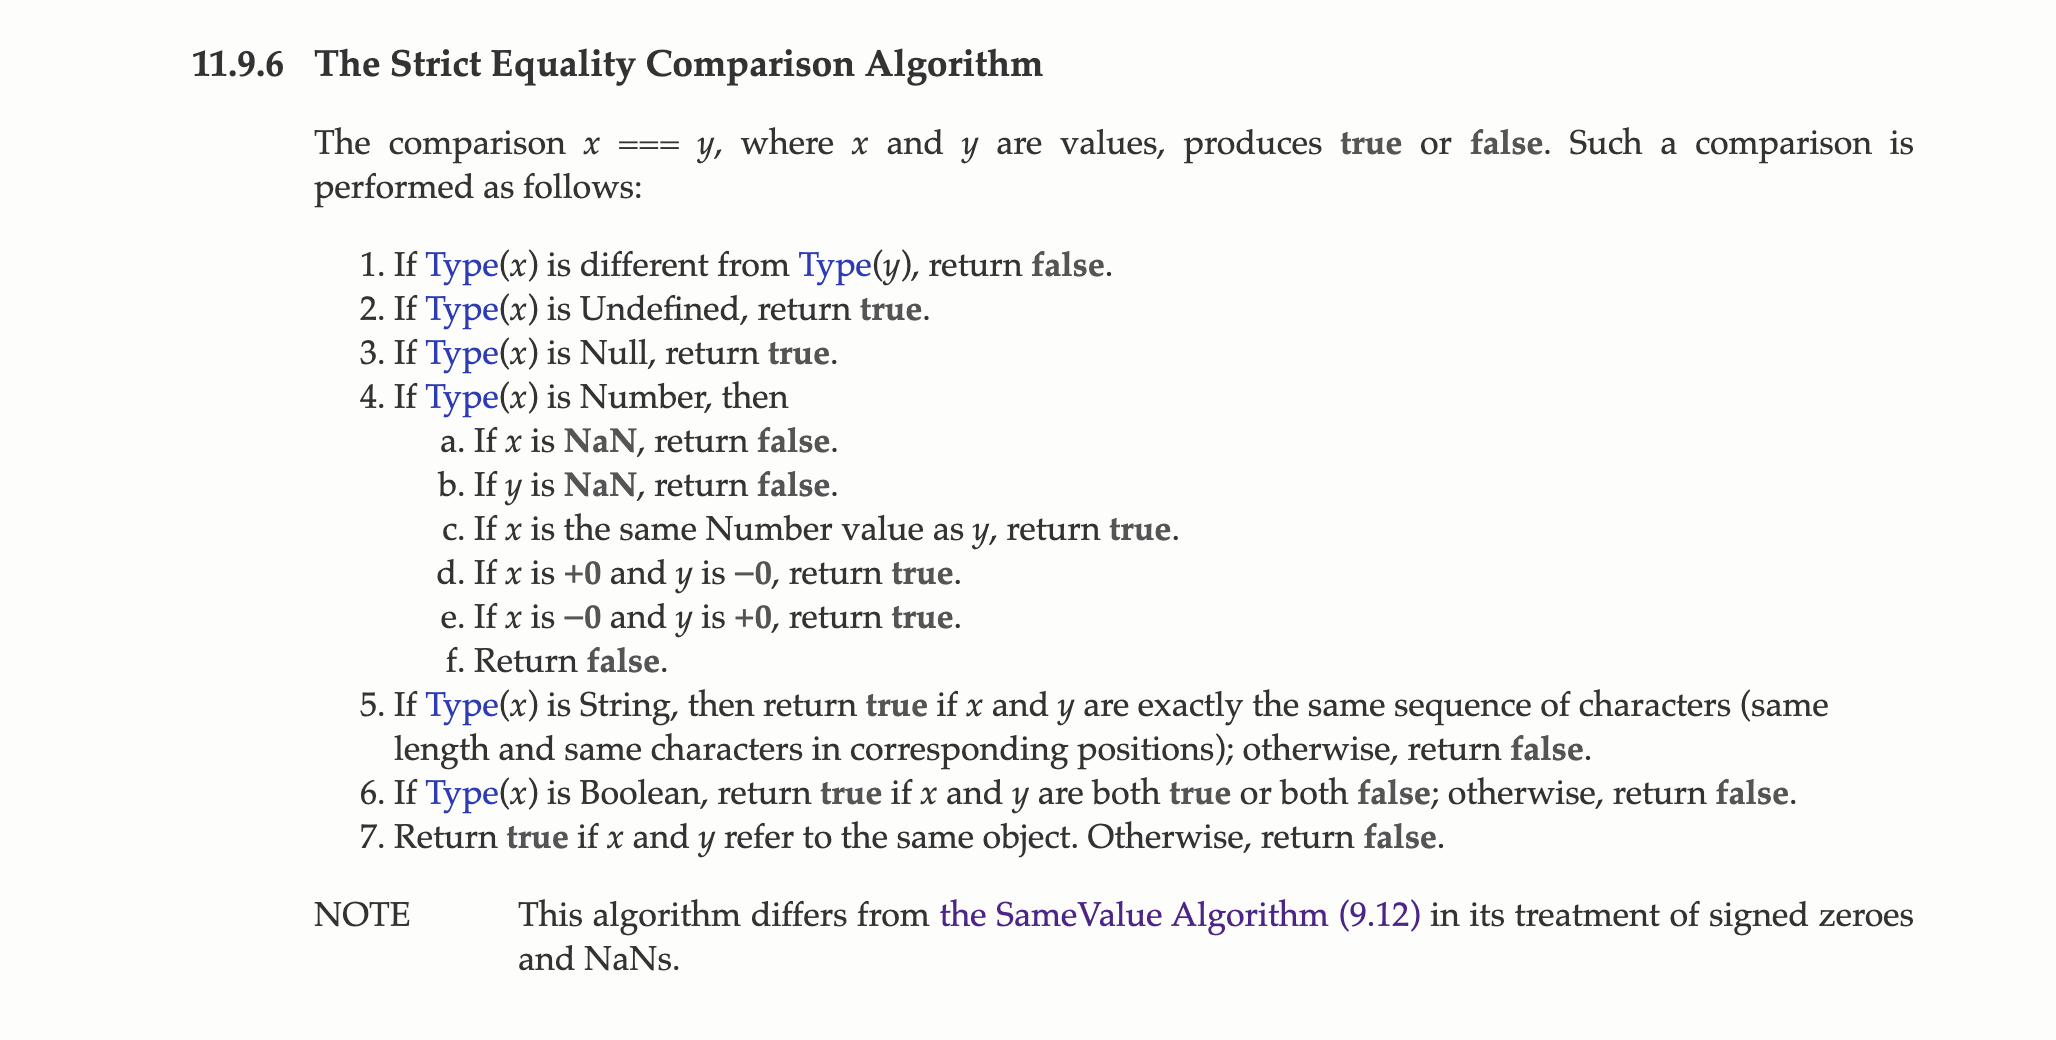 11.9.6 The Strict Equality Comparison Algorithm
The comparison x === y, where x and y are values, produces true or false. Such a comparison is
performed as follows:
1. If Type(x) is different from Type(y), return false.
2. If Type(x) is Undefined, return true.
3. If Type(x) is Null, return true.
4. If Type(x) is Number, then
a. If x is NaN, return false.
b. If y is NaN, return false.
c. If x is the same Number value as y, return true.
d. If x is +0 and y is −0, return true.
e. If x is −0 and y is +0, return true.
f. Return false.
5. If Type(x) is String, then return true if x and y are exactly the same sequence of characters (same
length and same characters in corresponding positions); otherwise, return false.
6. If Type(x) is Boolean, return true if x and y are both true or both false; otherwise, return false.
7. Return true if x and y refer to the same object. Otherwise, return false.
NOTE This algorithm differs from the SameValue Algorithm (9.12) in its treatment of signed zeroes
and NaNs.